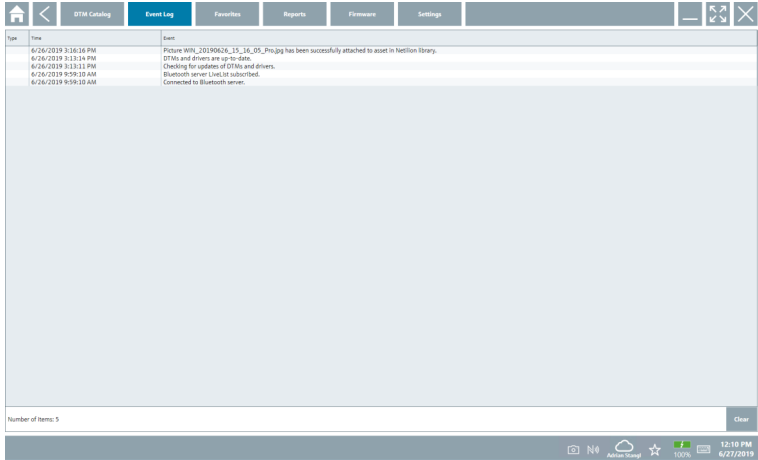 DTM Catalog Event Log Favorites Reports Firmware Settings
Type Time Event
6/26/2019 3:16:16 PM Picture WIN_20190626_15_16_05_Pro.jpg has been successfully attached to asset in Netilion library.
6/26/2019 3:13:14 PM DTMs and drivers are up-to-date.
6/26/2019 3:13:11 PM Checking for updates of DTMs and drivers.
6/26/2019 9:59:10 AM Bluetooth server LiveList subscribed.
6/26/2019 9:59:10 AM Connected to Bluetooth server.
Number of Items: 5 Clear
Adrian Stangl 100% 12:10 PM
6/27/2019